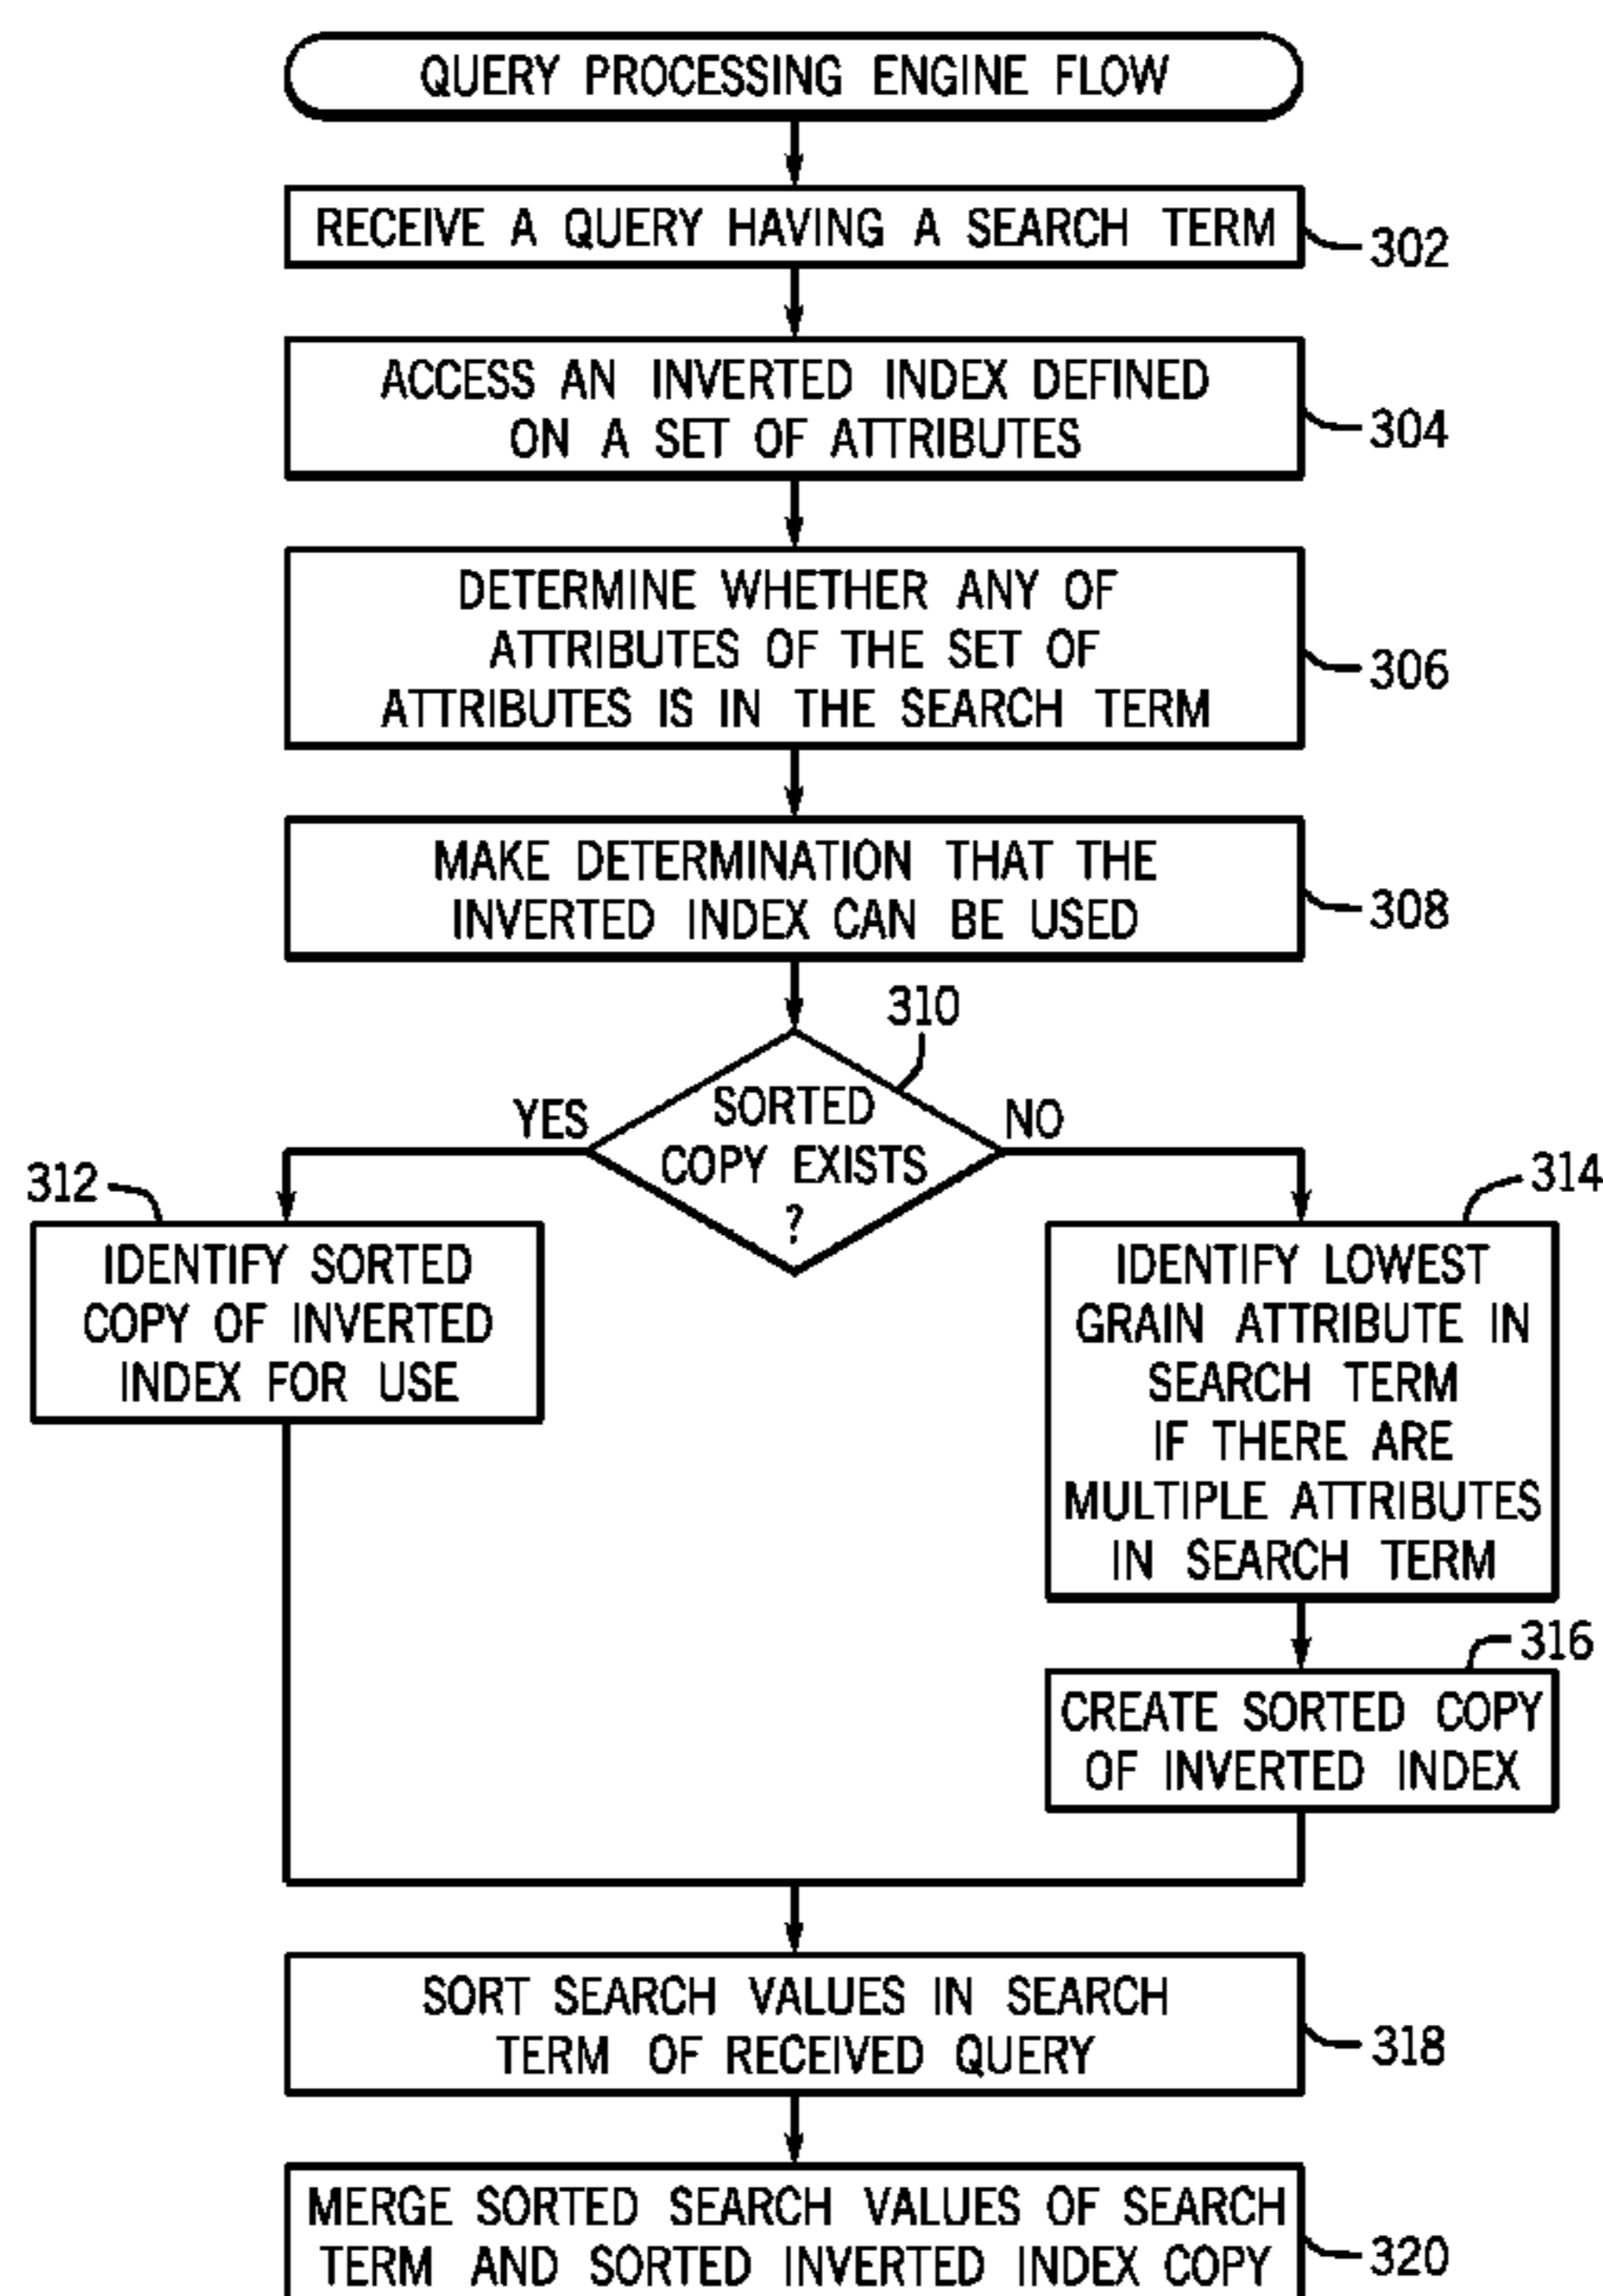 QUERY PROCESSING ENGINE FLOW
RECEIVE A QUERY HAVING A SEARCH TERM
302
ACCESS AN INVERTED INDEX DEFINED
ON A SET OF ATTRIBUTES
304
DETERMINE WHETHER ANY OF
ATTRIBUTES OF THE SET OF
ATTRIBUTES IS IN THE SEARCH TERM
306
MAKE DETERMINATION THAT THE
INVERTED INDEX CAN BE USED
308
310
SORTED
COPY EXISTS
?
YES
NO
312
IDENTIFY SORTED
COPY OF INVERTED
INDEX FOR USE
314
IDENTIFY LOWEST
GRAIN ATTRIBUTE IN
SEARCH TERM
IF THERE ARE
MULTIPLE ATTRIBUTES
IN SEARCH TERM
316
CREATE SORTED COPY
OF INVERTED INDEX
SORT SEARCH VALUES IN SEARCH
TERM OF RECEIVED QUERY
318
MERGE SORTED SEARCH VALUES OF SEARCH
TERM AND SORTED INVERTED INDEX COPY
320